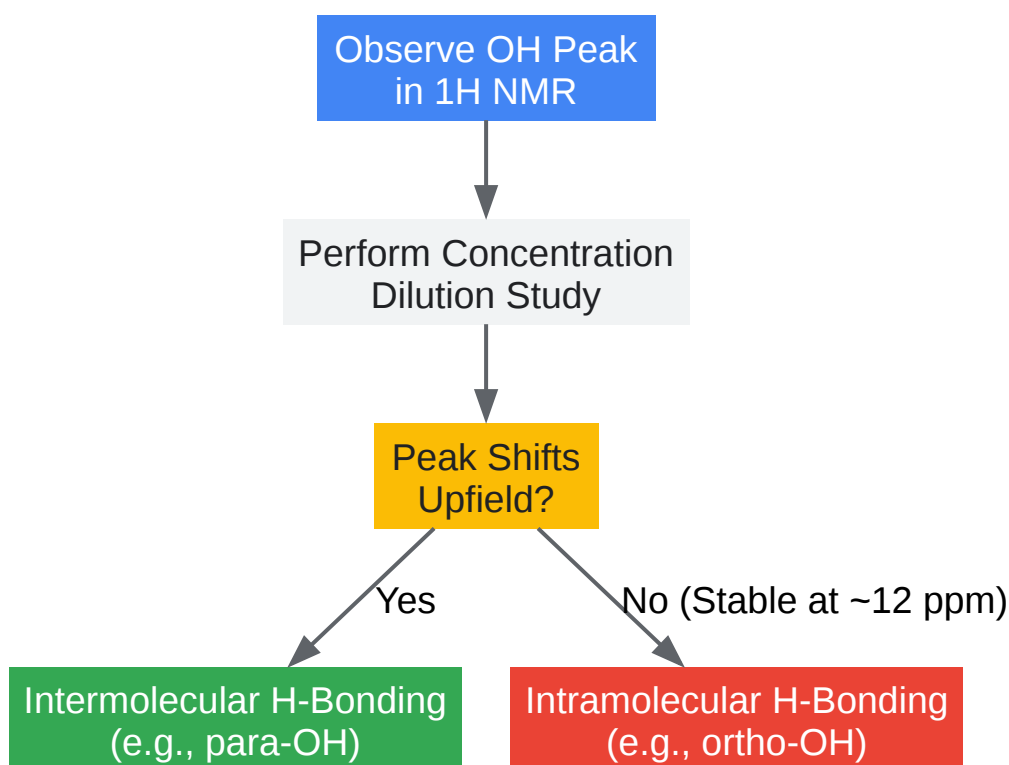 Observe OH Peak
in 1H NMR
Perform Concentration
Dilution Study
Peak Shifts
Upfield?
Yes
No (Stable at ~12 ppm)
Intermolecular H-Bonding
(e.g., para-OH)
Intramolecular H-Bonding
(e.g., ortho-OH)